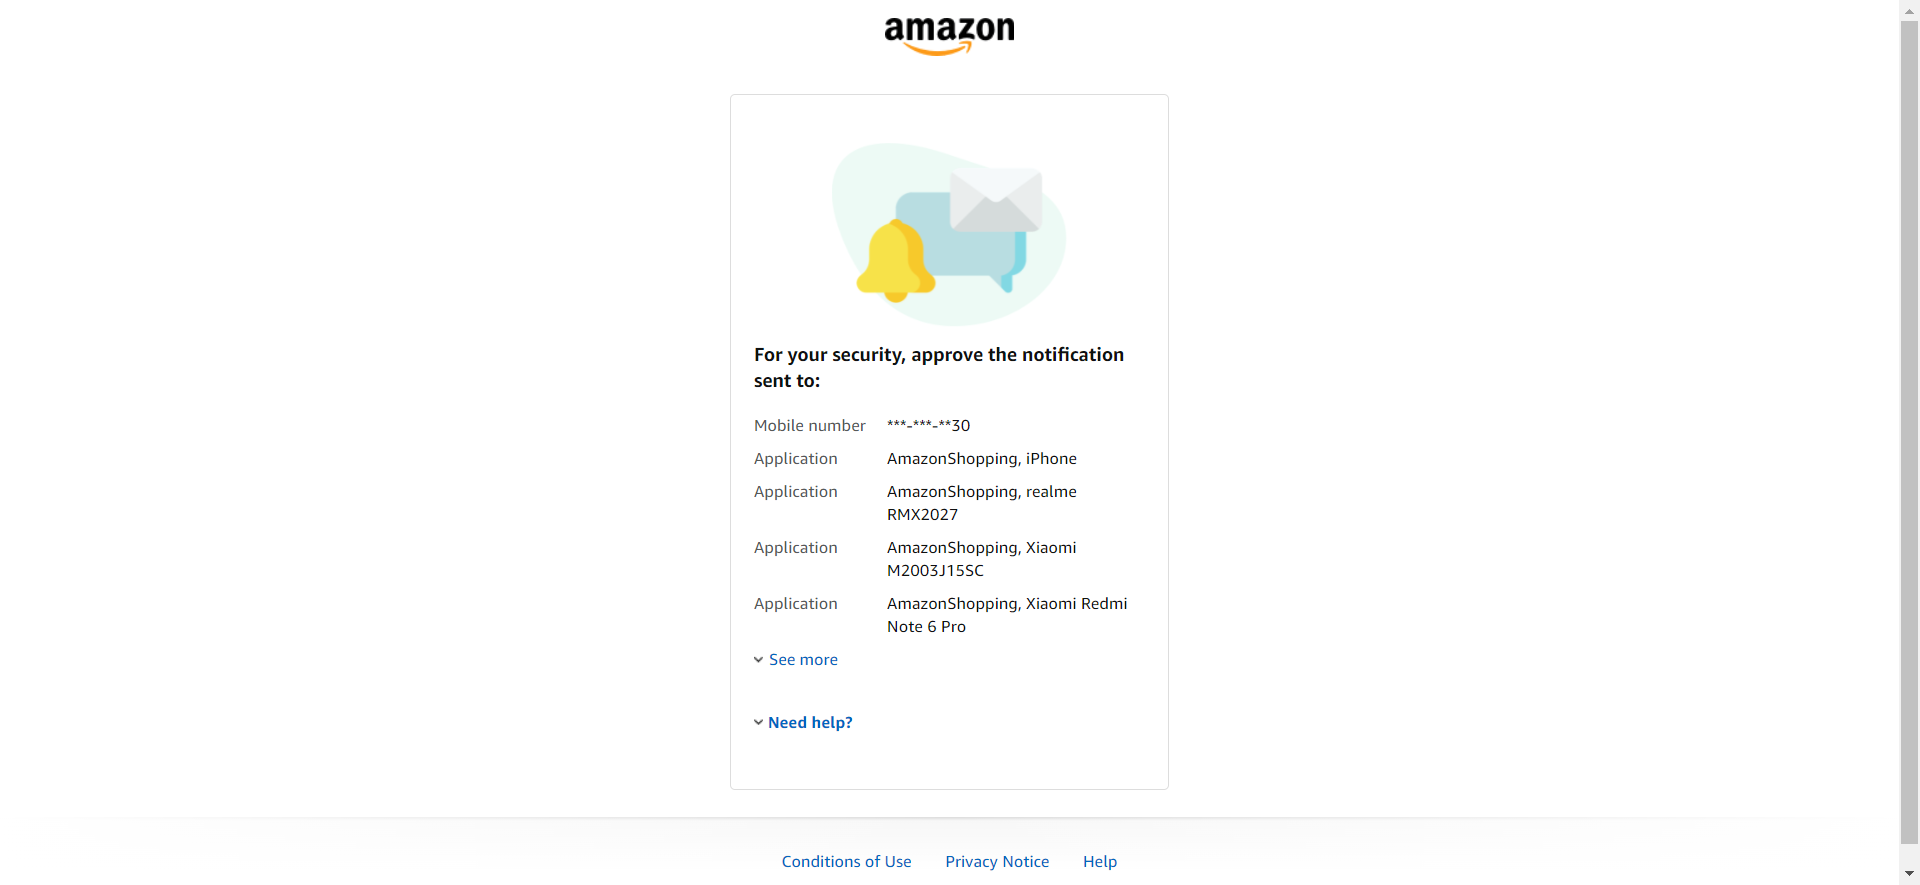 amazon
For your security, approve the notification
sent to:
Mobile number ***-***-**30
Application AmazonShopping, iPhone
Application AmazonShopping, realme
RMX2027
Application AmazonShopping, Xiaomi
M2003J15SC
Application AmazonShopping, Xiaomi Redmi
Note 6 Pro
See more
Need help?
Conditions of Use Privacy Notice Help